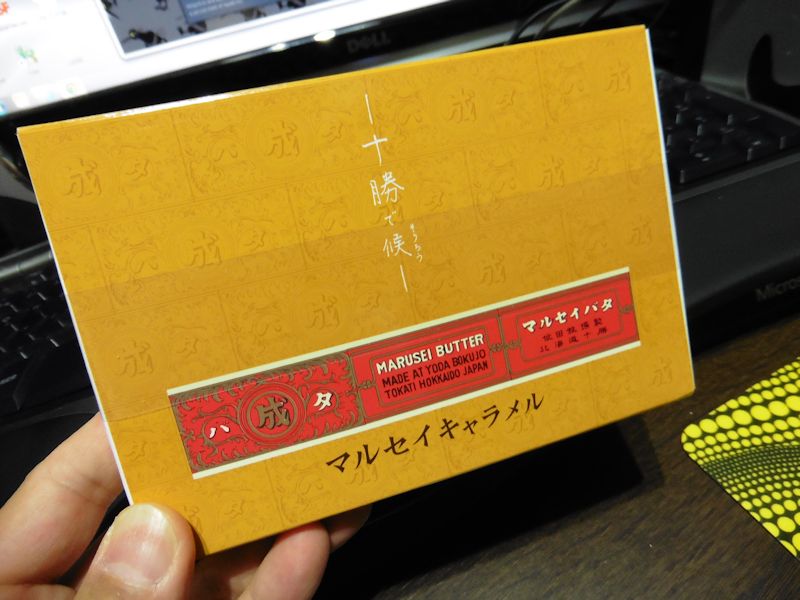 DELL
Microso
―十勝で候―
そうろう
バ成タ
MARUSEI BUTTER
MADE AT YODA BOKUJO
TOKATI HOKKAIDO JAPAN
マルセイバタ
依田牧場製
北海道十勝
マルセイキャラメル